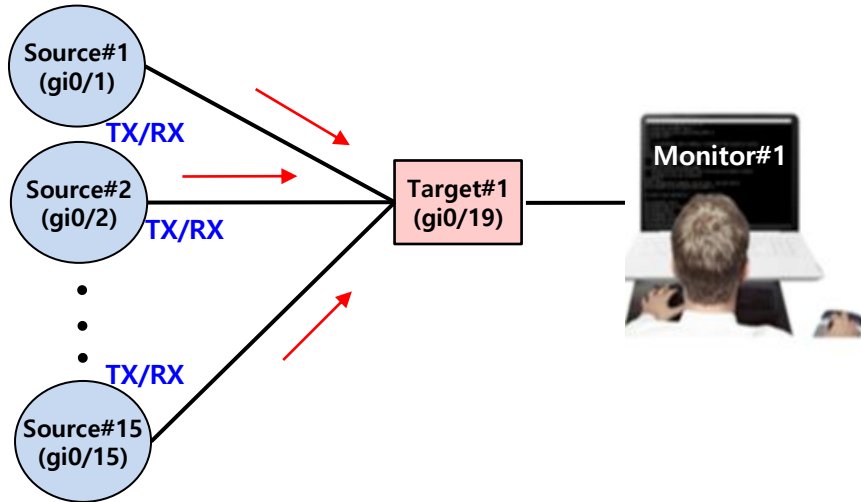 Source#1
(gi0/1)
TX/RX
Source#2
(gi0/2)
TX/RX
Target#1
(gi0/19)
Monitor#1
TX/RX
Source#15
(gi0/15)